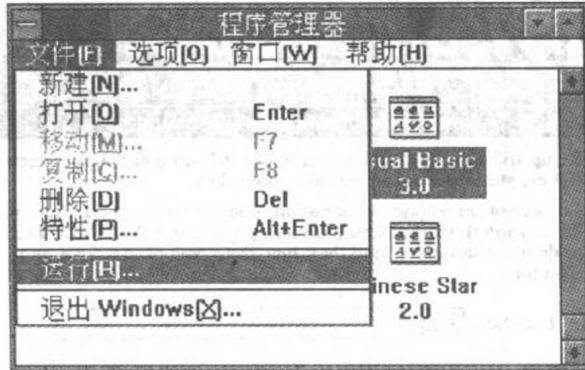 程序管理器
文件[F] 选项[O] 窗口[W] 帮助[H]
新建[N]...
打开[O] Enter
移动[M]... F7
复制[C]... F8
删除[D] Del
特性[P]... Alt+Enter
运行[R]...
退出 Windows[X]...
sual Basic
3.0
inese Star
2.0